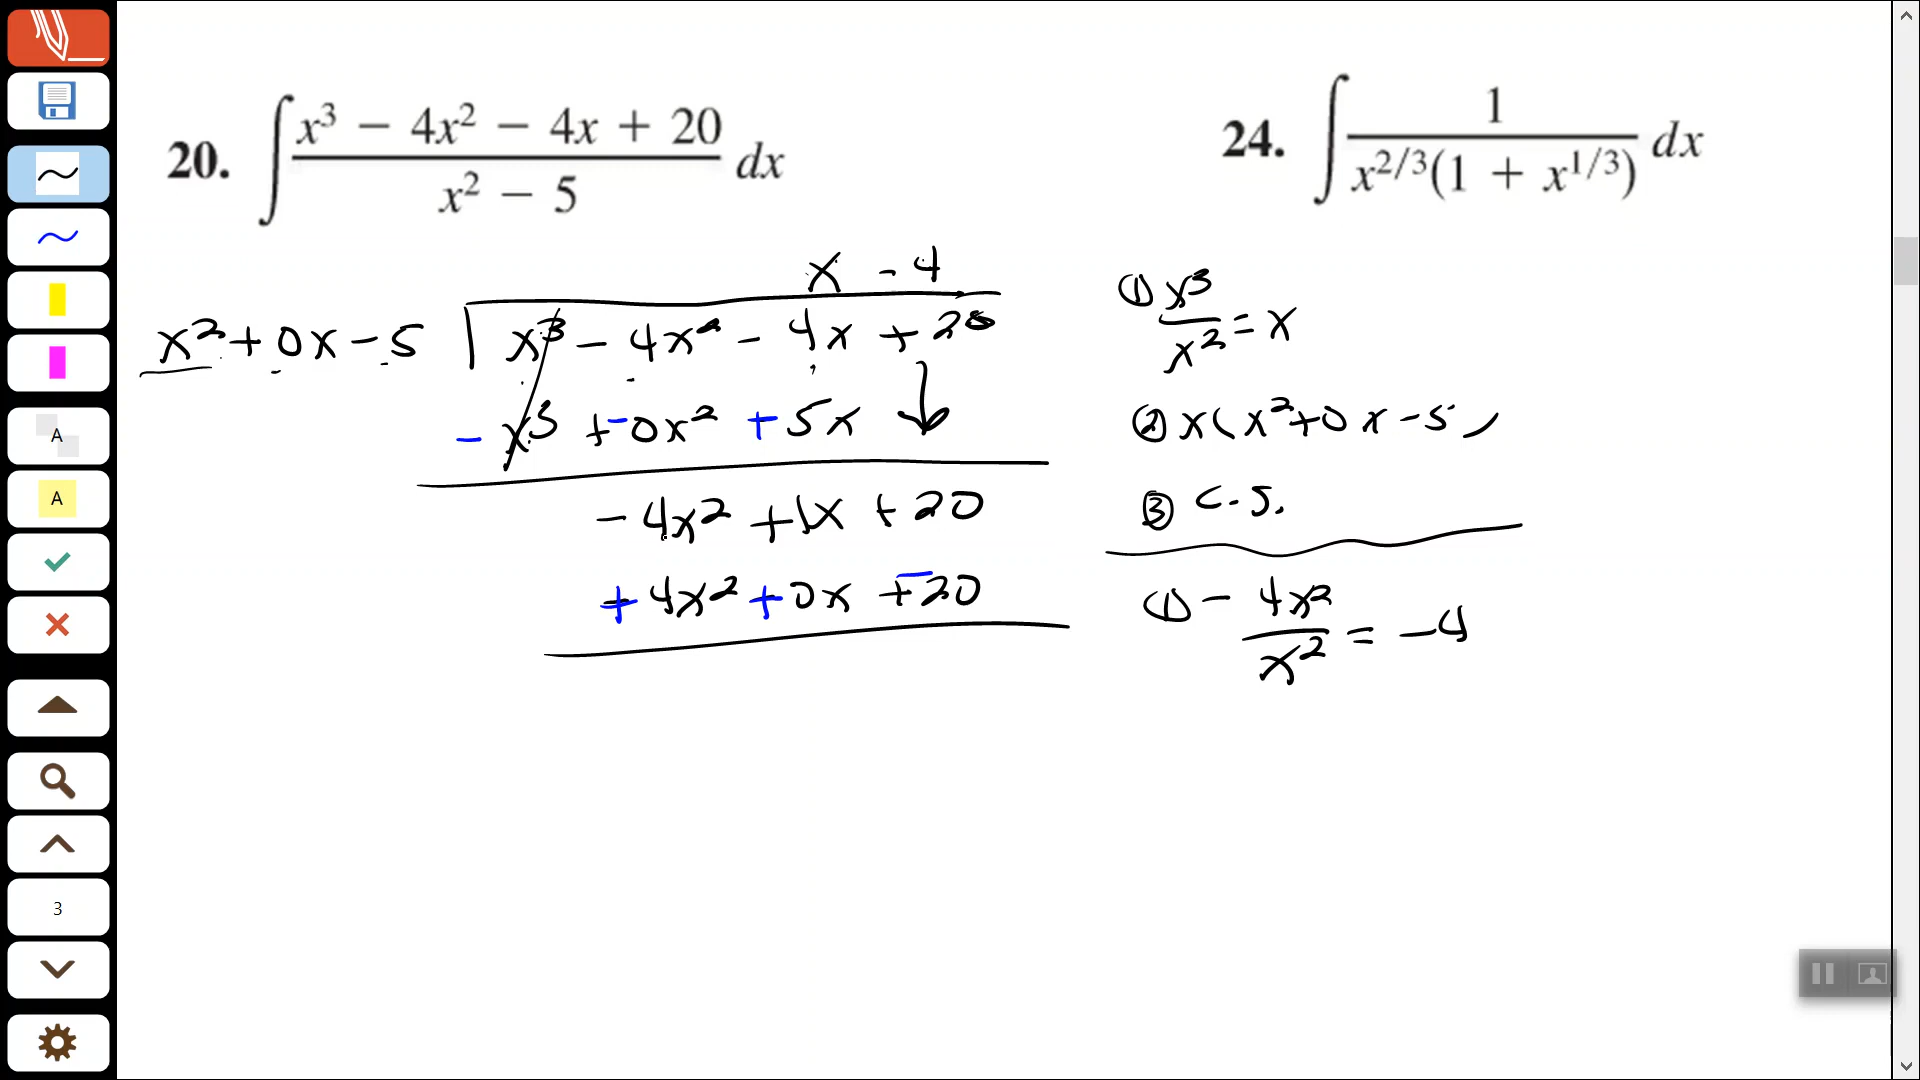 20. ∫ (x³ − 4x² − 4x + 20)/(x² − 5) dx
24. ∫ 1/(x^{2/3}(1 + x^{1/3})) dx
x - 4
x² + 0x - 5 | x³ - 4x² - 4x + 20
- x³ + - 0x² + 5x
- 4x² + 1x + 20
+ 4x² + 0x + - 20
① x³/x² = x
② x(x² + 0x - 5)
③ C.S.
① - 4x²/x² = -4
A
A
3